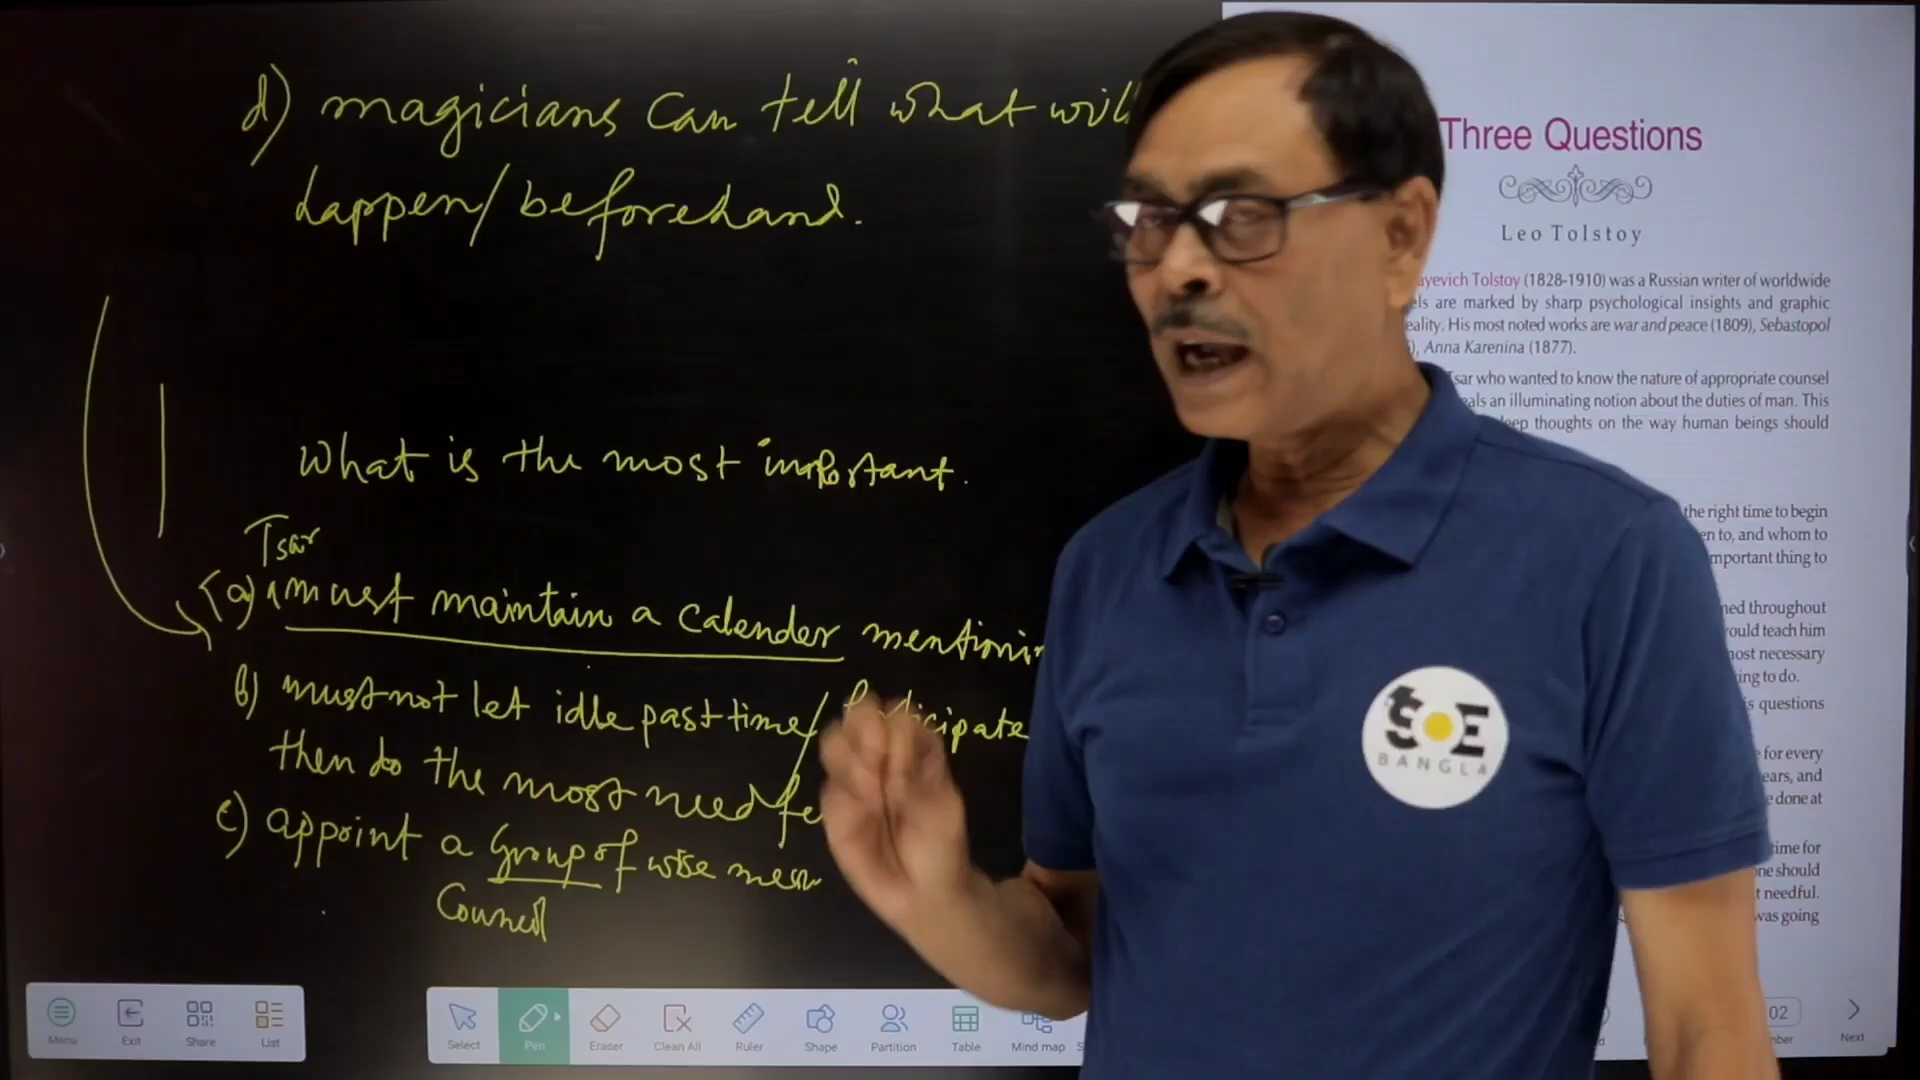 d) magicians can tell what will
happen/beforehand.
What is the most important.
Tsar
(a) must maintain a calender
b) must not let idle past time/
then do the most need
c) appoint a group of wise men
Council
Menu
Exit
Share
List
Select
Pen
Eraser
Clean All
Ruler
Shape
Partition
Table
Mind map
02
Next
Three Questions
Leo Tolstoy
Tolstoy (1828-1910) was a Russian writer of worldwide
are marked by sharp psychological insights and graphic
His most noted works are war and peace (1809), Sebastopol
Anna Karenina (1877).
who wanted to know the nature of appropriate counsel
an illuminating notion about the duties of man. This
thoughts on the way human beings should
the right time to begin
to, and whom to
important thing to
throughout
would teach him
most necessary
to do.
questions
for every
and
done at
time for
should
needful.
was going
SOE
BANGLA